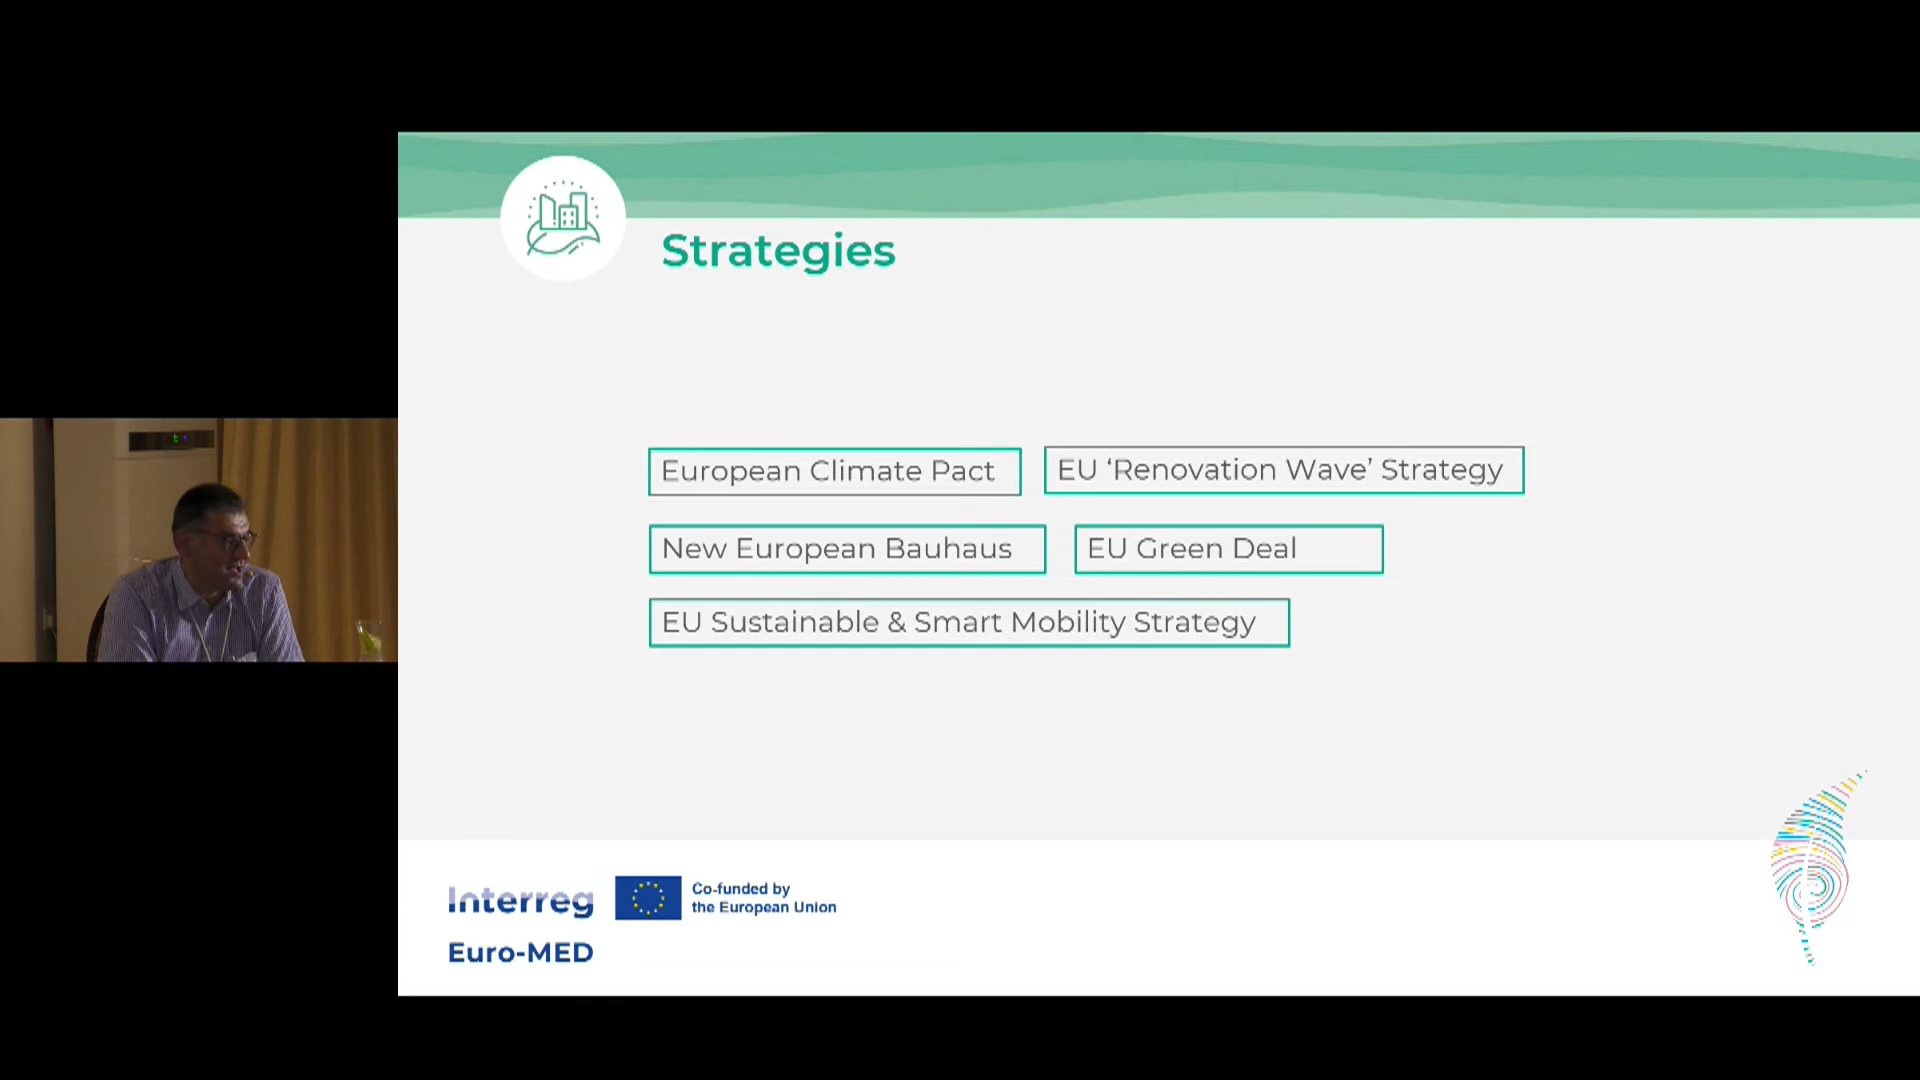 Strategies
European Climate Pact
EU ‘Renovation Wave’ Strategy
New European Bauhaus
EU Green Deal
EU Sustainable & Smart Mobility Strategy
Interreg
Co-funded by
the European Union
Euro-MED